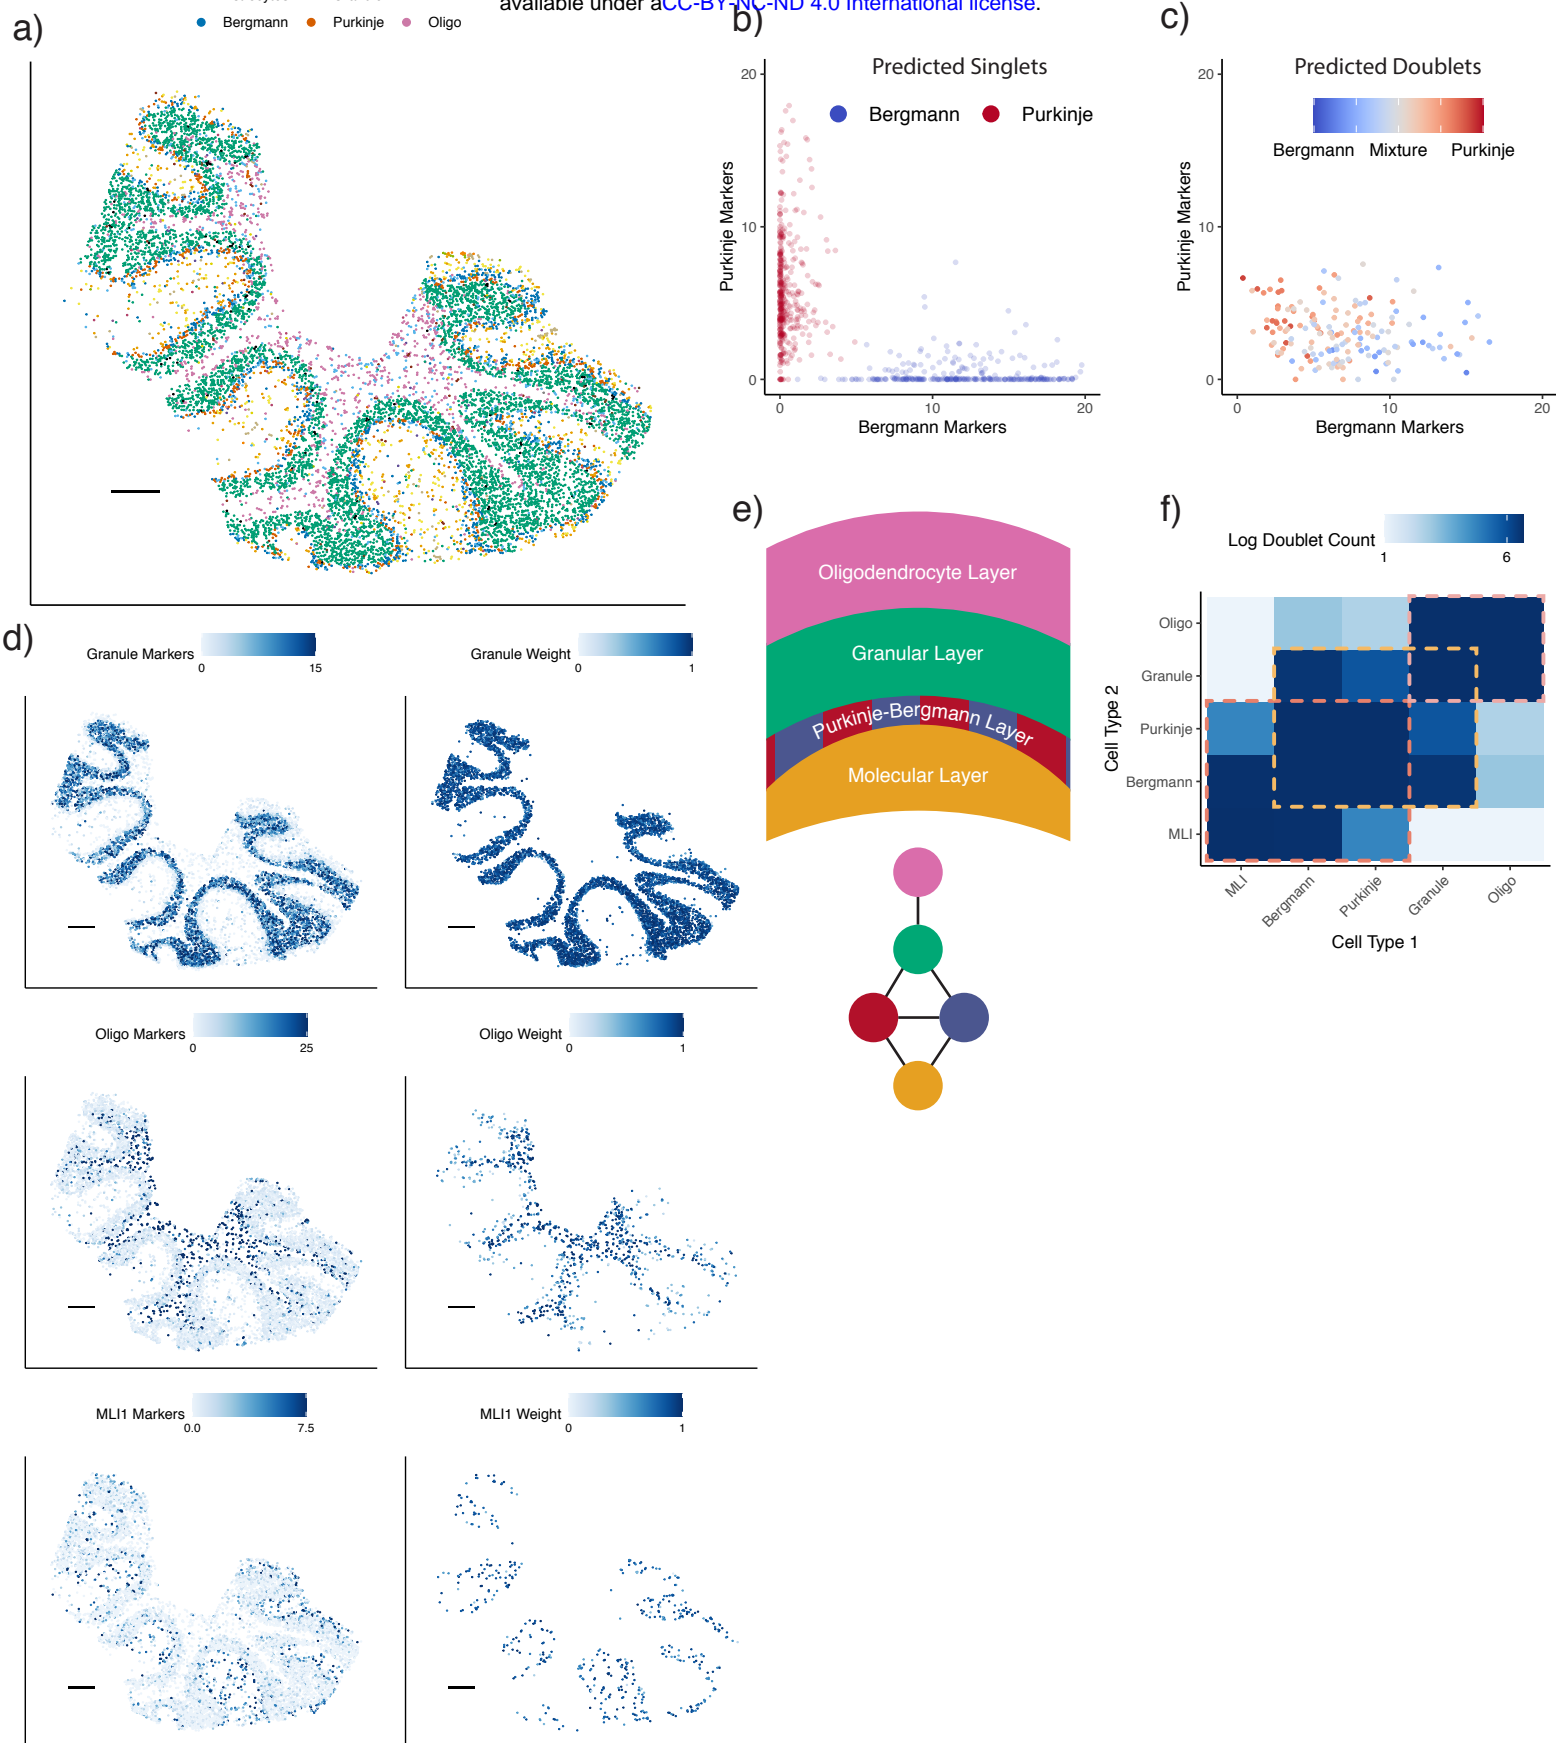 available under aCC-BY-NC-ND 4.0 International license.
a)
Bergmann Purkinje Oligo
b)
Predicted Singlets
Bergmann Purkinje
20
10
0
Purkinje Markers
0 10 20
Bergmann Markers
c)
Predicted Doublets
Bergmann Mixture Purkinje
20
10
0
Purkinje Markers
0 10 20
Bergmann Markers
d)
Granule Markers
0 15
Granule Weight
0 1
Oligo Markers
0 25
Oligo Weight
0 1
MLI1 Markers
0.0 7.5
MLI1 Weight
0 1
e)
Oligodendrocyte Layer
Granular Layer
Purkinje-Bergmann Layer
Molecular Layer
f)
Log Doublet Count
1 6
Cell Type 2
Oligo
Granule
Purkinje
Bergmann
MLI
MLI Bergmann Purkinje Granule Oligo
Cell Type 1